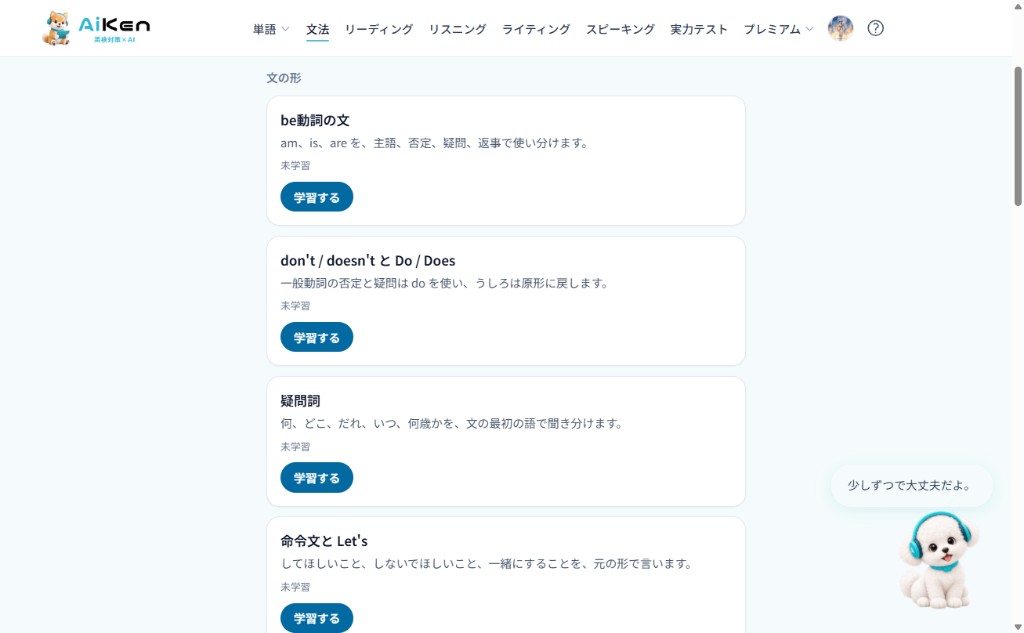 AiKen
英検対策×AI
単語 文法 リーディング リスニング ライティング スピーキング 実力テスト プレミアム ?
文の形
be動詞の文
am、is、are を、主語、否定、疑問、返事で使い分けます。
未学習
学習する
don't / doesn't と Do / Does
一般動詞の否定と疑問は do を使い、うしろは原形に戻します。
未学習
学習する
疑問詞
何、どこ、だれ、いつ、何歳かを、文の最初の語で聞き分けます。
未学習
学習する
少しずつで大丈夫だよ。
命令文と Let's
してほしいこと、しないでほしいこと、一緒にすることを、元の形で言います。
未学習
学習する